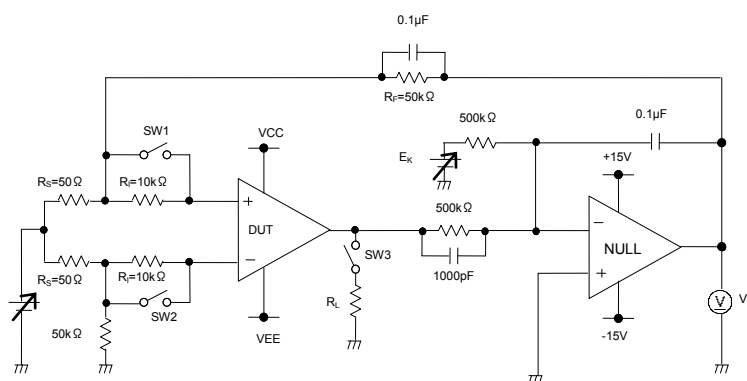 0.1µF
RF=50kΩ
0.1µF
500kΩ
SW1
VCC
EK
+15V
RS=50Ω
RI=10kΩ
+
500kΩ
−
DUT
NULL
−
SW3
+
RS=50Ω
RI=10kΩ
1000pF
V
V
SW2
RL
50kΩ
VEE
-15V